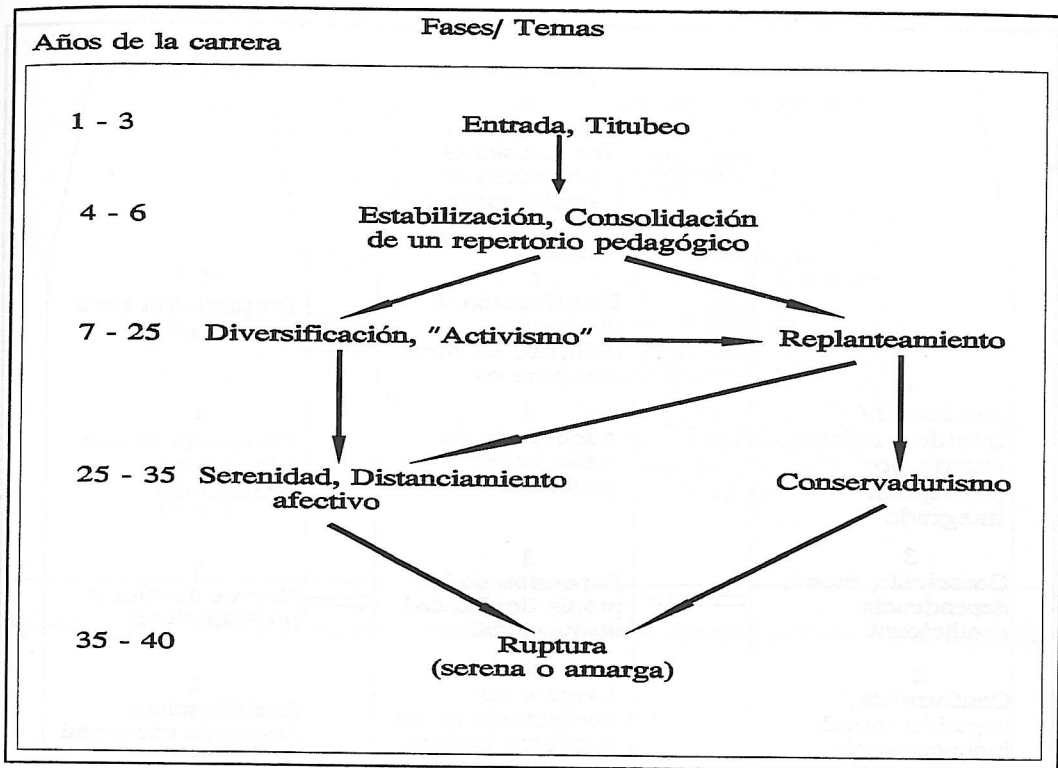 Fases/ Temas
Años de la carrera
1 - 3
Entrada, Titubeo
4 - 6
Estabilización, Consolidación
de un repertorio pedagógico
7 - 25
Diversificación, "Activismo"
Replanteamiento
25 - 35
Serenidad, Distanciamiento
afectivo
Conservadurismo
35 - 40
Ruptura
(serena o amarga)